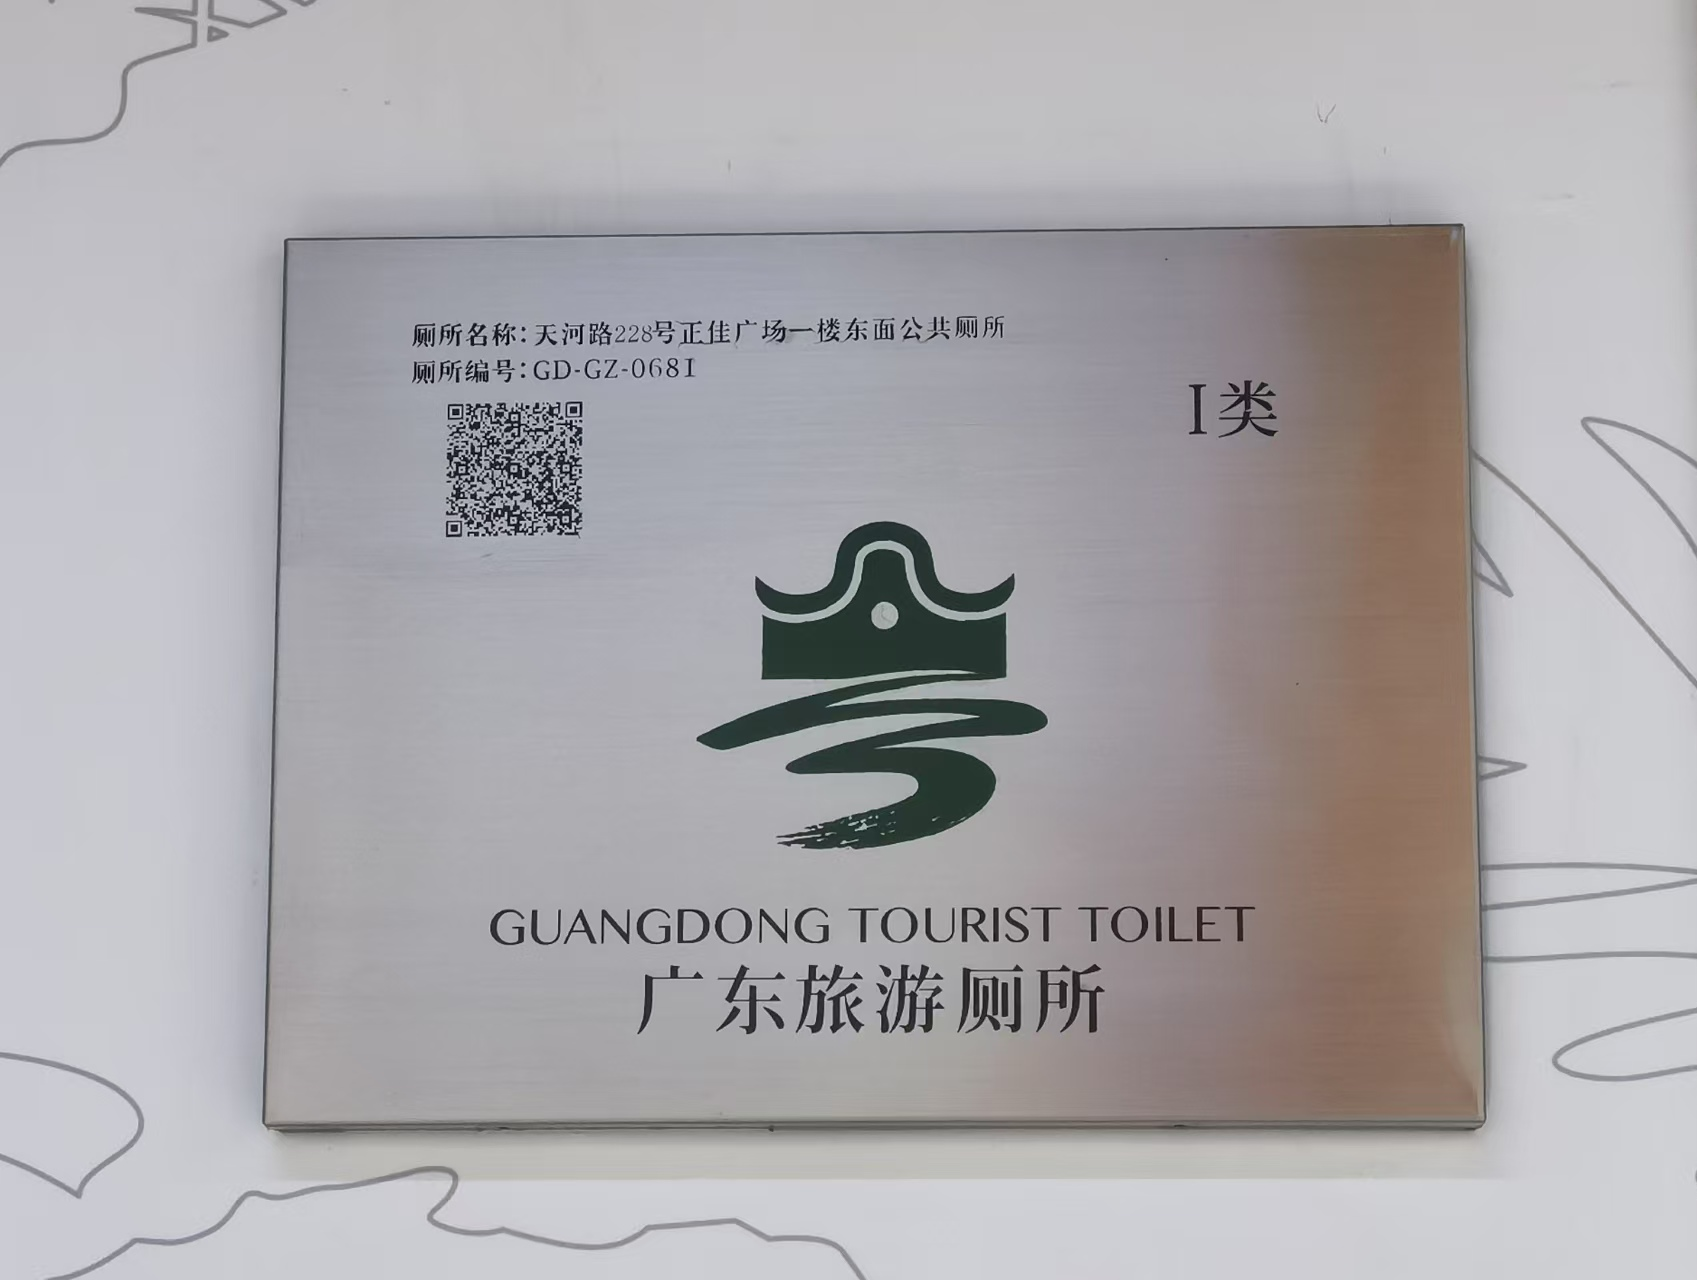 厕所名称：天河路228号正佳广场一楼东面公共厕所
厕所编号：GD-GZ-068I
I类
GUANGDONG TOURIST TOILET
广东旅游厕所